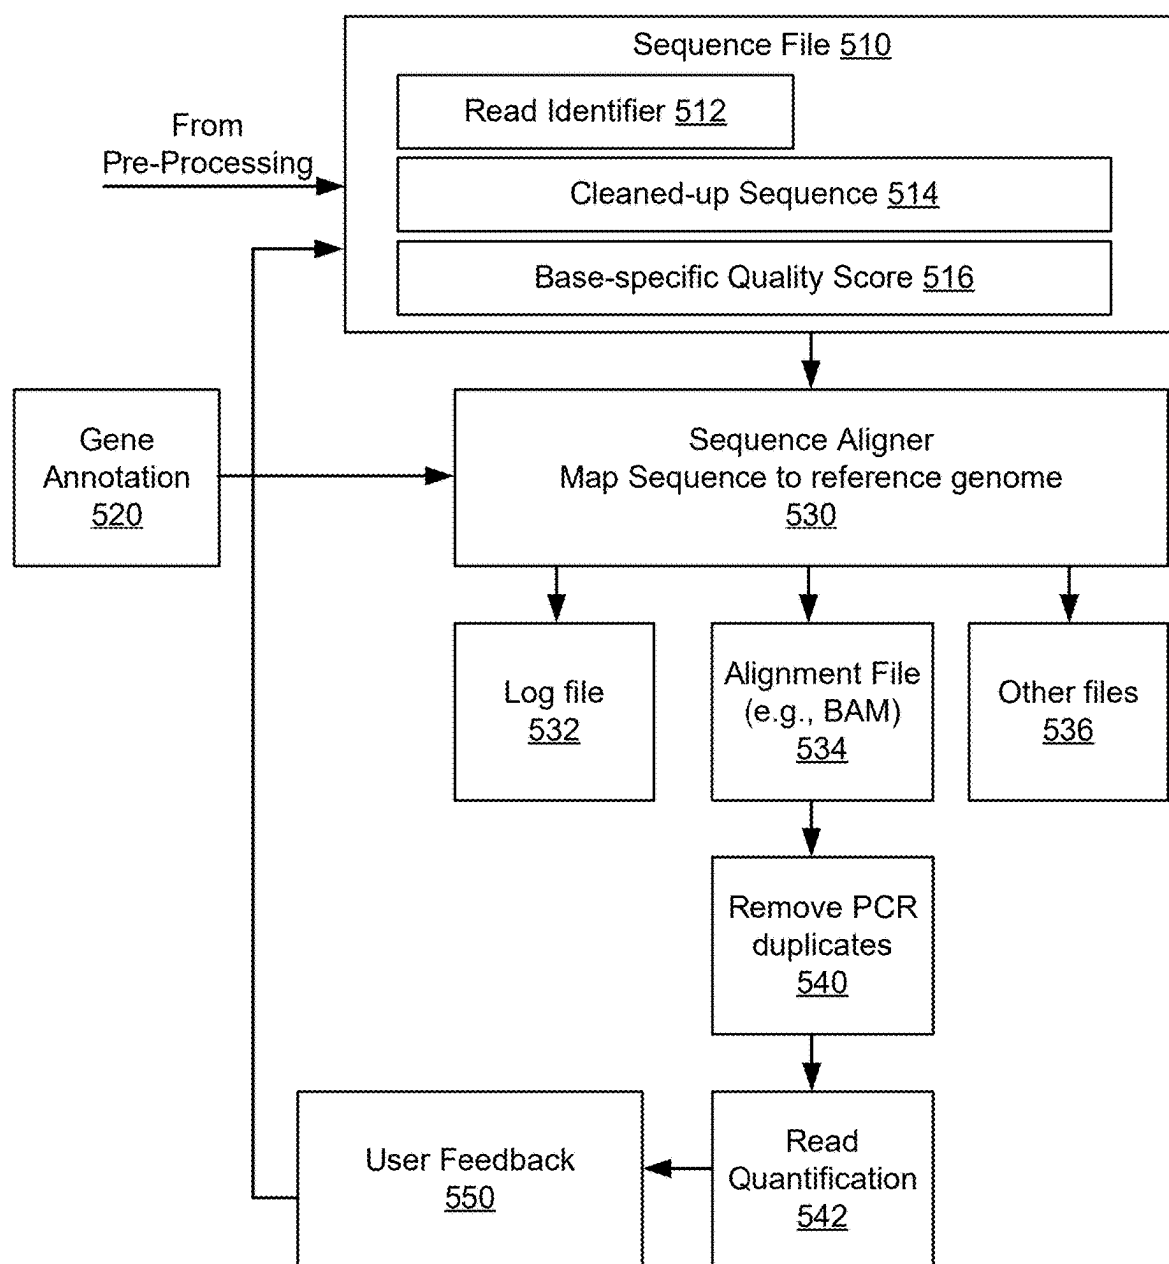 Sequence File 510
Read Identifier 512
From
Pre-Processing
Cleaned-up Sequence 514
Base-specific Quality Score 516
Gene
Annotation
520
Sequence Aligner
Map Sequence to reference genome
530
Log file
532
Alignment File
(e.g., BAM)
534
Other files
536
Remove PCR
duplicates
540
User Feedback
550
Read
Quantification
542